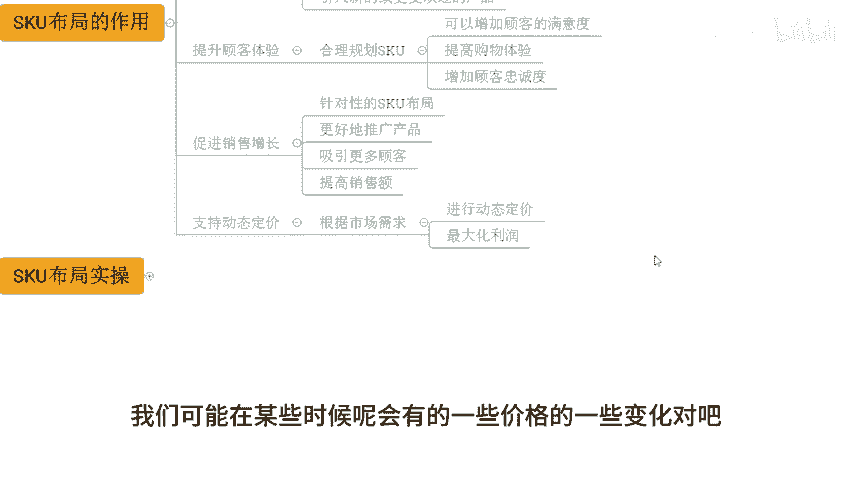 SKU布局的作用
可以增加顾客的满意度
提升顾客体验
合理规划SKU
提高购物体验
增加顾客忠诚度
针对性的SKU布局
更好地推广产品
促进销售增长
吸引更多顾客
提高销售额
进行动态定价
支持动态定价
根据市场需求
最大化利润
SKU布局实操
我们可能在某些时候呢会有的一些价格的一些变化对吧